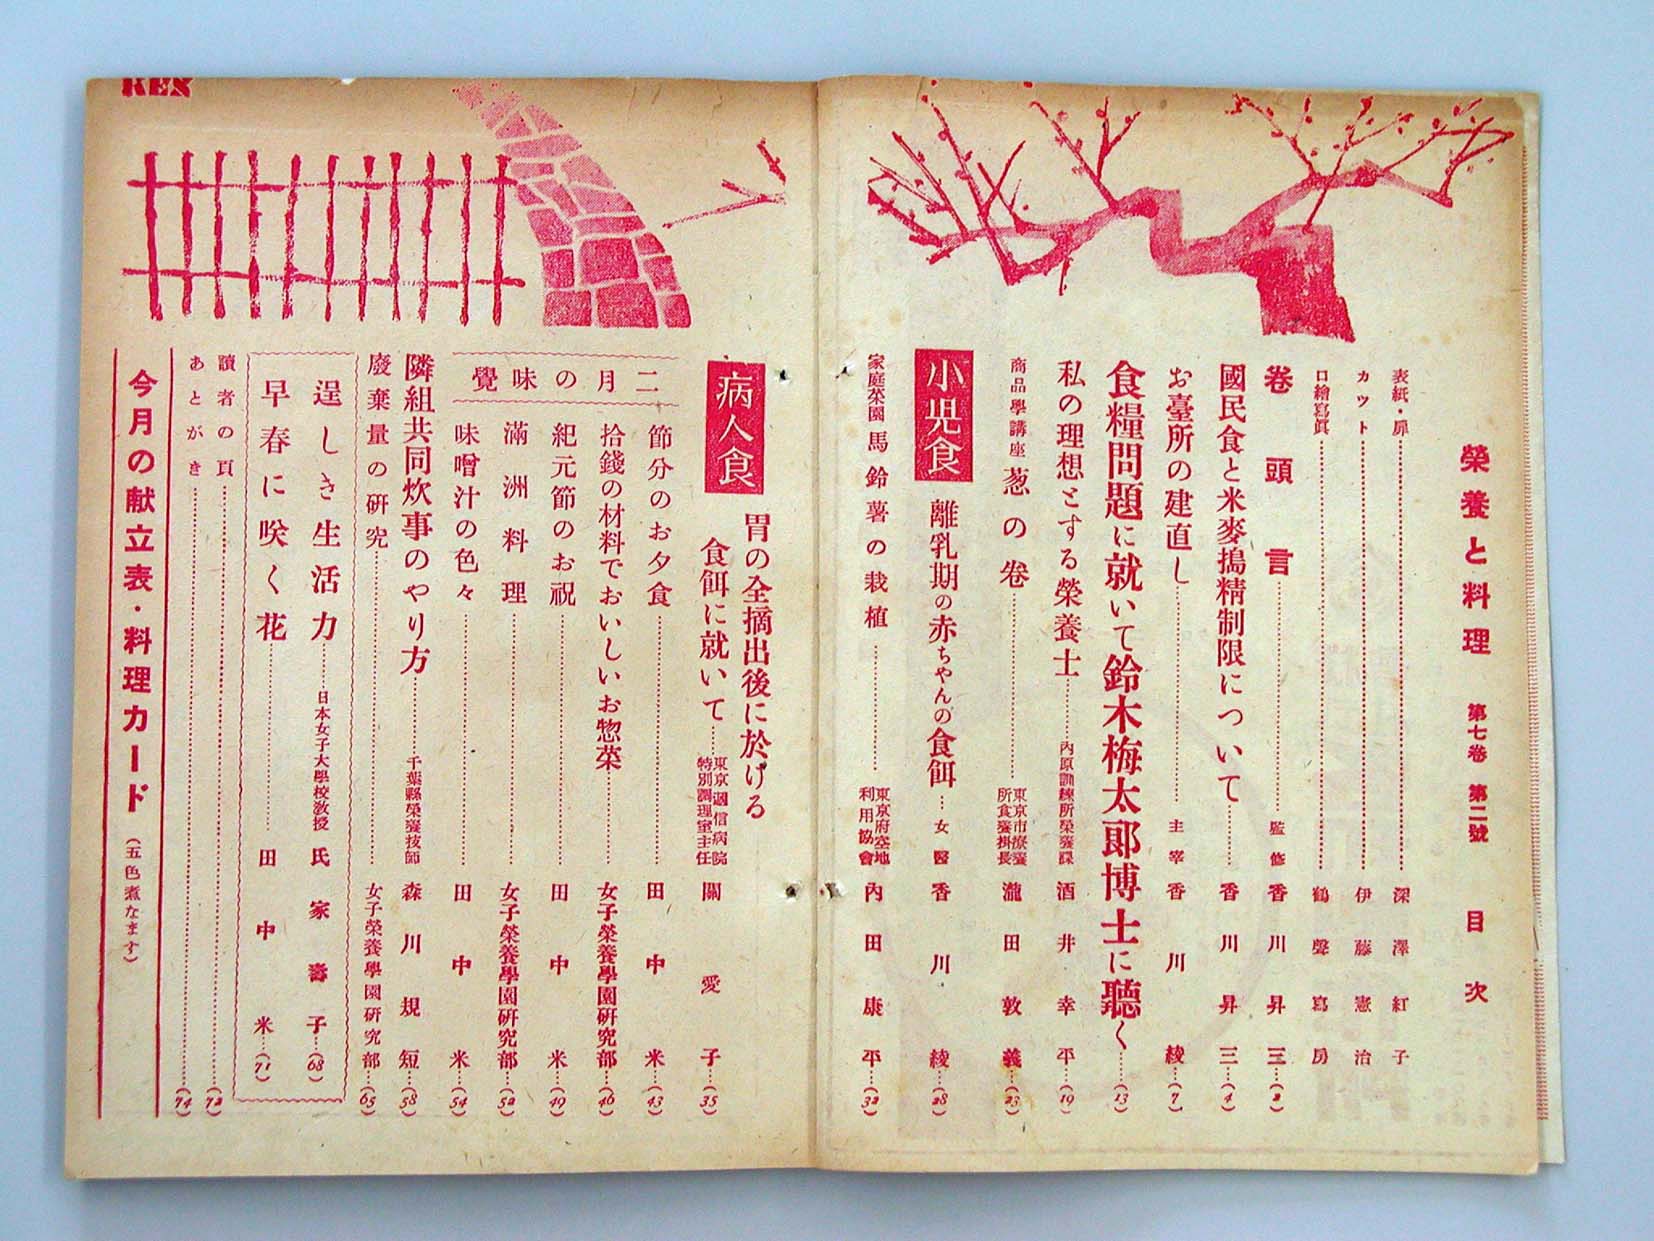 榮養と料理 第七卷 第二號 目次
表紙・扉 深澤紅子
カット 伊藤憲治
口繪寫眞 鶴聲寫房
卷頭言 監修 香川昇三 (2)
國民食と米麥搗精制限について 香川昇三 (4)
お臺所の建直し 主宰 香川綾 (7)
食糧問題に就いて鈴木梅太郎博士に聽く (13)
私の理想とする榮養士 內原訓練所榮養課 酒井幸平 (19)
商品學講座 葱の卷 東京市療養所食養掛長 瀧田敦義 (23)
小兒食 離乳期の赤ちやんの食餌 女醫 香川綾 (28)
家庭菜園 馬鈴薯の栽植 東京府空地利用協會 內田康平 (32)
病人食 胃の全摘出後に於ける
食餌に就いて 東京遞信病院特別調理室主任 關愛子 (35)
二月の味覺
節分のお夕食 田中米 (43)
拾錢の材料でおいしいお惣菜 女子榮養學園硏究部 (46)
紀元節のお祝 田中米 (49)
滿洲料理 女子榮養學園硏究部 (52)
味噌汁の色々 田中米 (54)
隣組共同炊事のやり方 千葉縣榮養技師 森川規短 (58)
廢棄量の硏究 女子榮養學園硏究部 (65)
逞しき生活力 日本女子大學校敎授 氏家壽子 (68)
早春に咲く花 田中米 (71)
讀者の頁 (72)
あとがき (74)
今月の献立表・料理カード (五色煮なます)